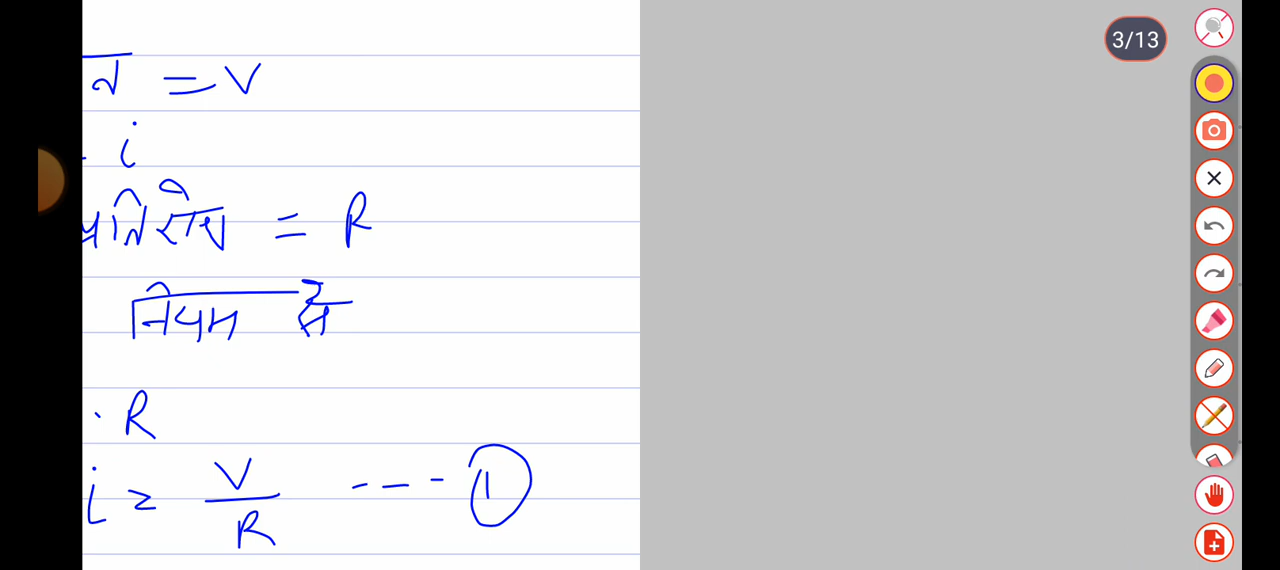 3/13
= V
i
प्रतिरोध = R
नियम से
. R
i = V/R ---- ①